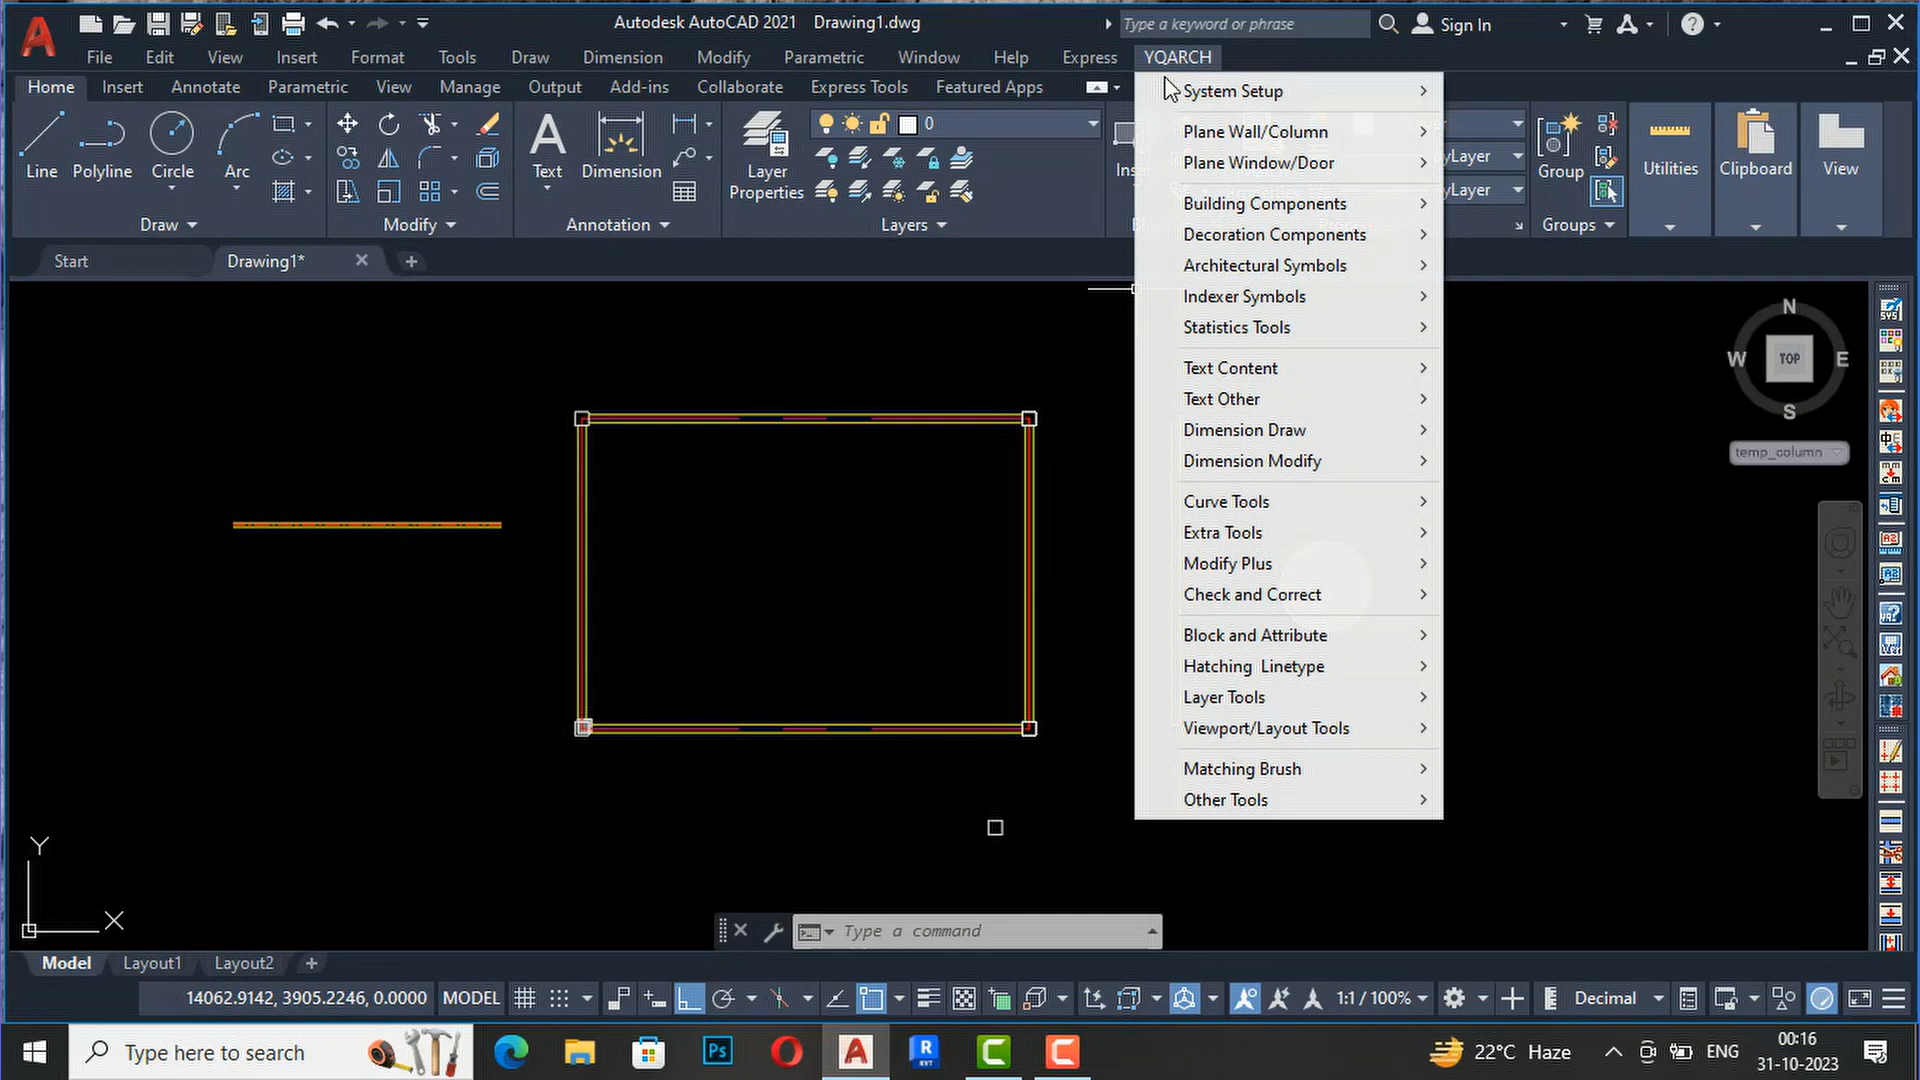 Autodesk AutoCAD 2021 Drawing1.dwg
Type a keyword or phrase
Sign In
File Edit View Insert Format Tools Draw Dimension Modify Parametric Window Help Express YQARCH
Home Insert Annotate Parametric View Manage Output Add-ins Collaborate Express Tools Featured Apps
0
Line Polyline Circle Arc
Text Dimension
Layer Properties
Group
Utilities Clipboard View
yLayer
yLayer
Draw Modify Annotation Layers Groups
Start Drawing1* +
System Setup
Plane Wall/Column
Plane Window/Door
Building Components
Decoration Components
Architectural Symbols
Indexer Symbols
Statistics Tools
Text Content
Text Other
Dimension Draw
Dimension Modify
Curve Tools
Extra Tools
Modify Plus
Check and Correct
Block and Attribute
Hatching Linetype
Layer Tools
Viewport/Layout Tools
Matching Brush
Other Tools
N
W TOP E
S
temp_column
SYS
Y
X
Type a command
Model Layout1 Layout2 +
14062.9142, 3905.2246, 0.0000 MODEL 1:1 / 100% Decimal
Type here to search
Ps
R
22°C Haze
ENG
00:16
31-10-2023